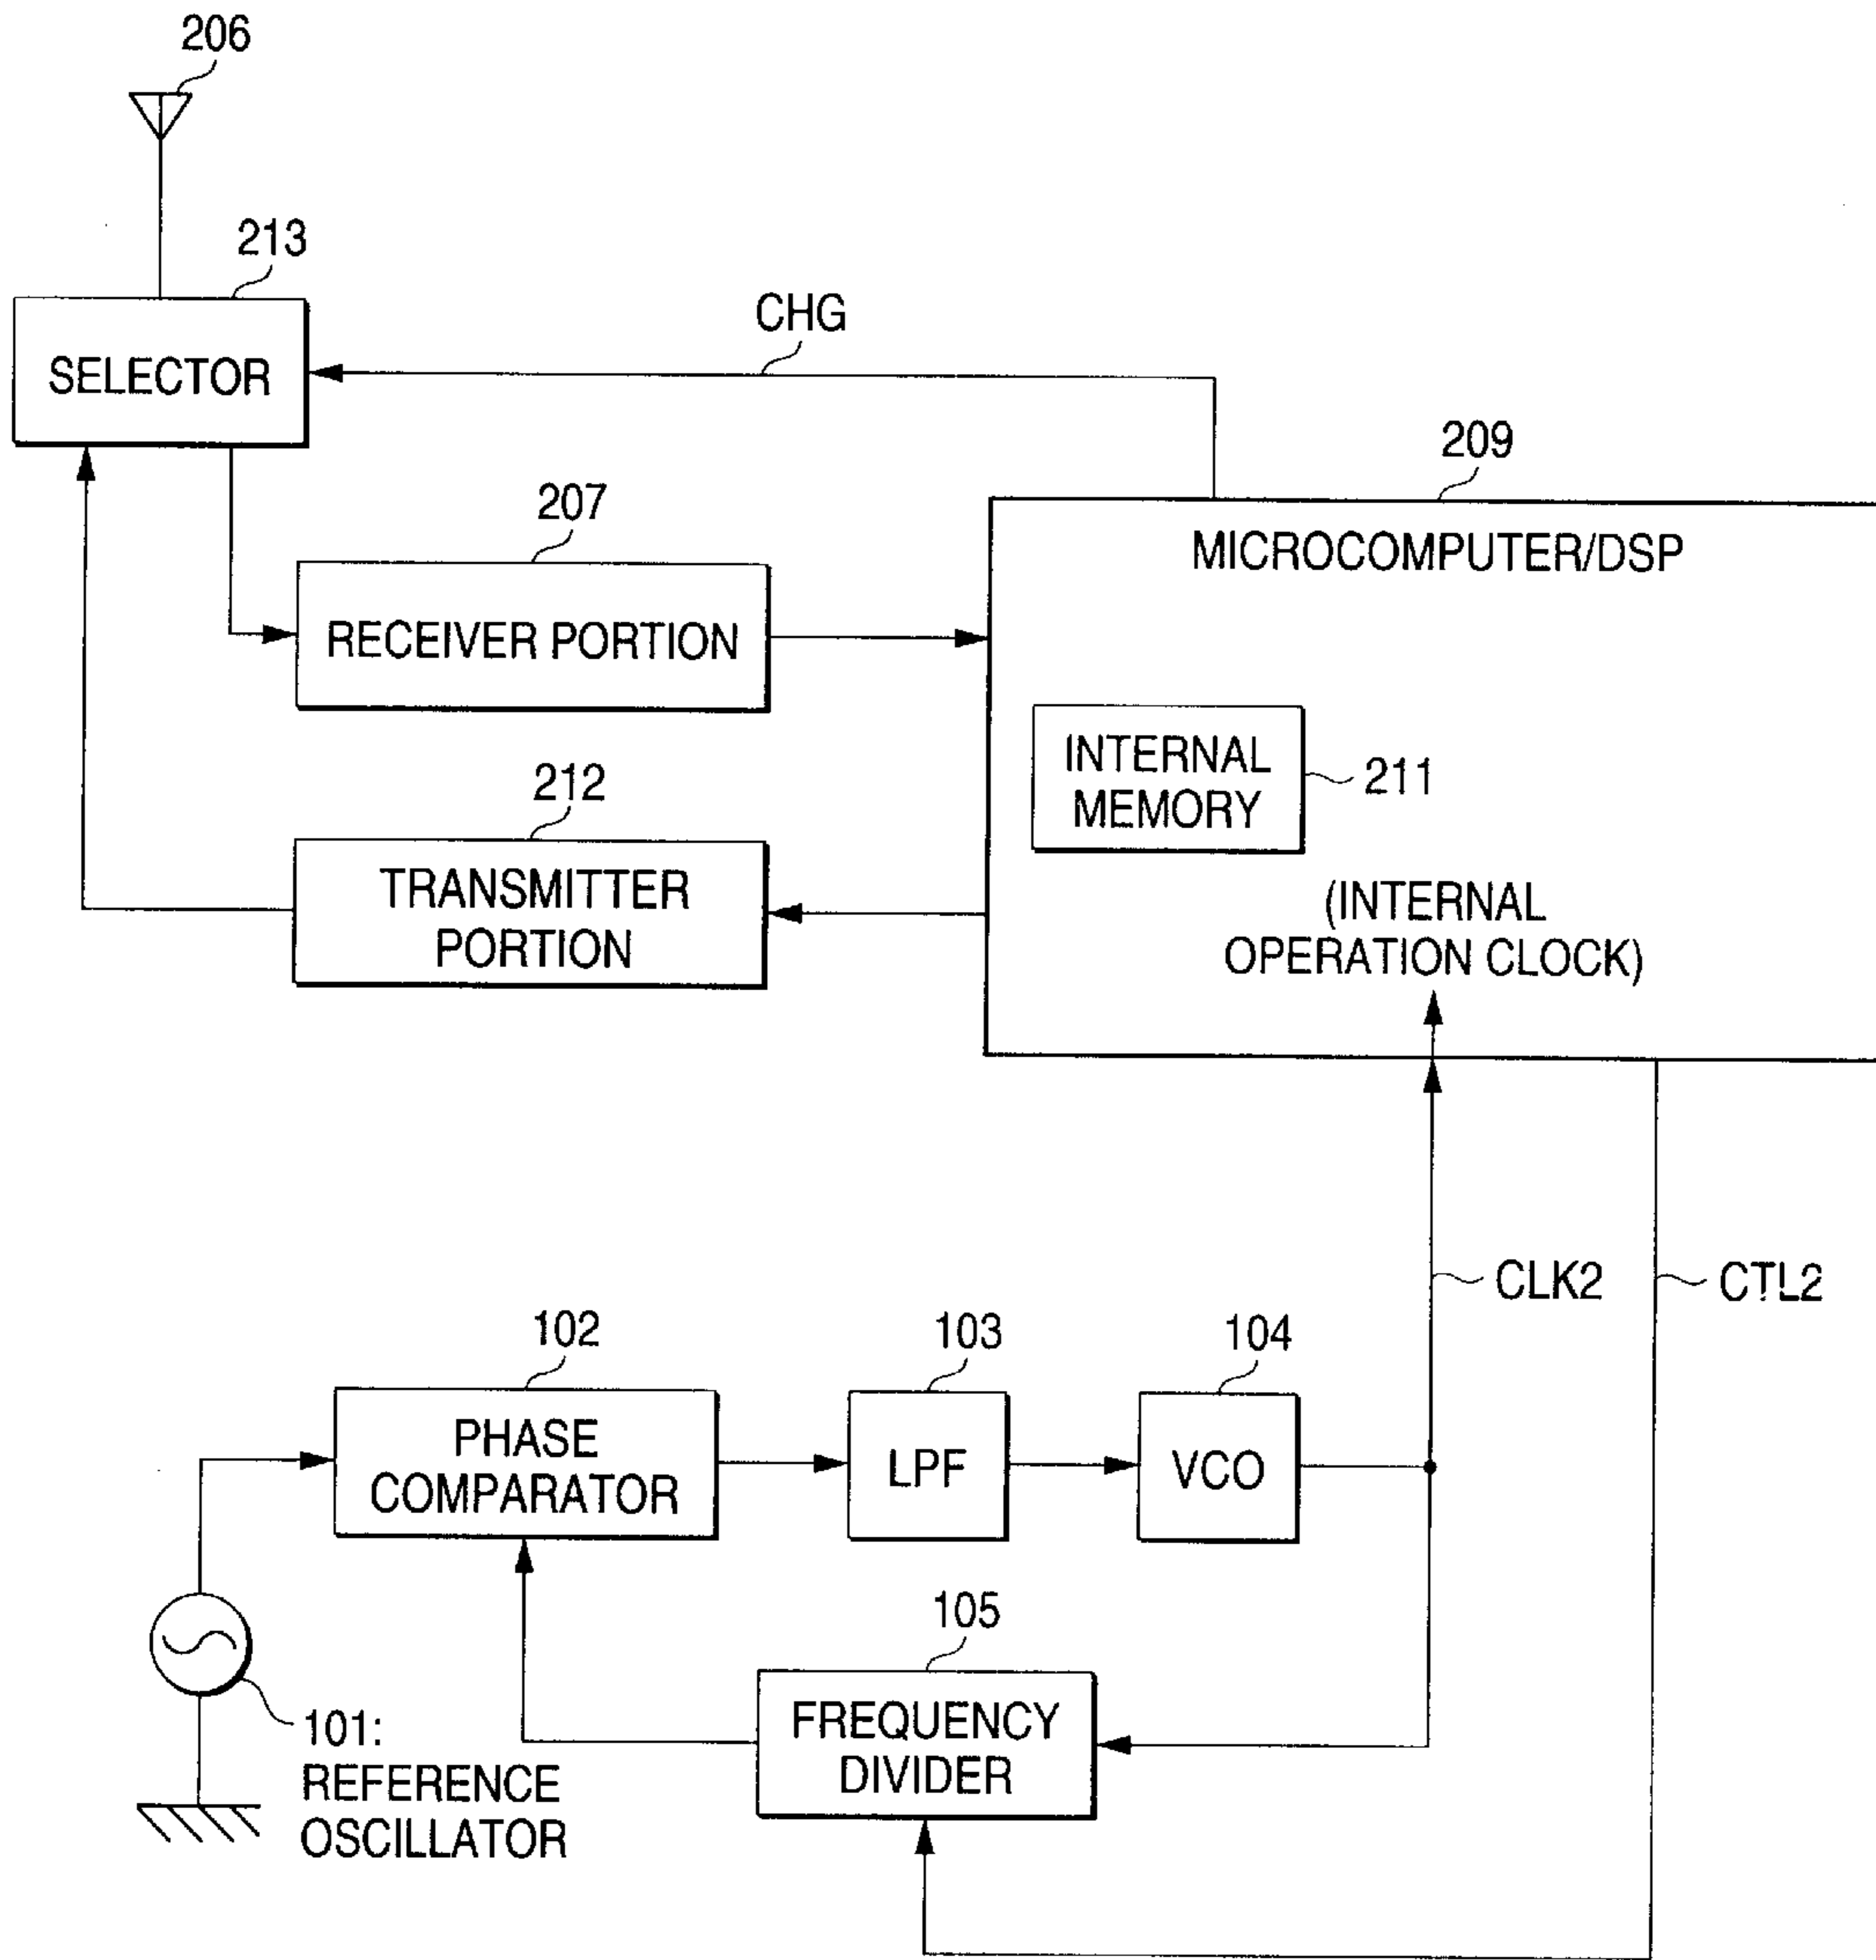 206
213
SELECTOR
CHG
209
MICROCOMPUTER/DSP
207
RECEIVER PORTION
INTERNAL
MEMORY
211
212
TRANSMITTER
PORTION
(INTERNAL
OPERATION CLOCK)
CLK2
CTL2
102
PHASE
COMPARATOR
103
LPF
104
VCO
105
FREQUENCY
DIVIDER
101:
REFERENCE
OSCILLATOR